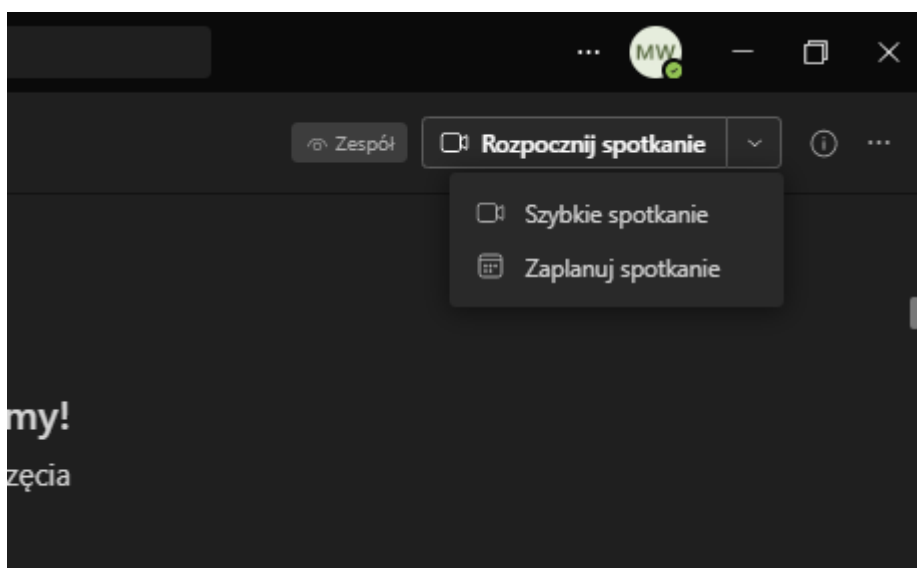 MW
Zespół
Rozpocznij spotkanie
Szybkie spotkanie
Zaplanuj spotkanie
my!
zęcia